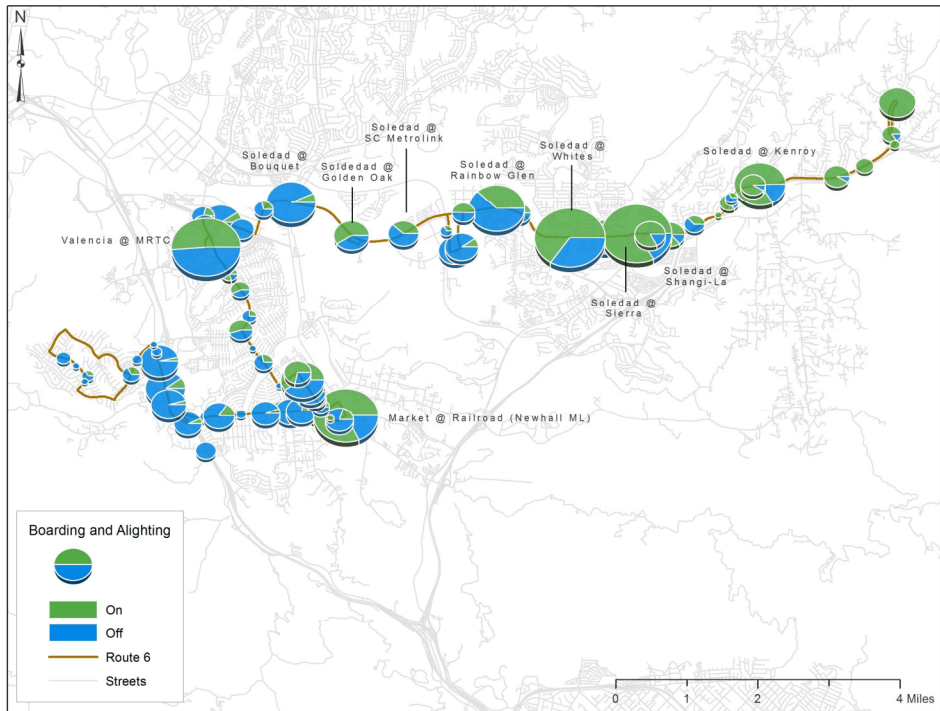 N
Soledad @
SC Metrolink
Soledad @
Bouquet
Soldedad @
Golden Oak
Soledad @
Rainbow Glen
Soledad @
Whites
Soledad @ Kenroy
Valencia @ MRTC
Soledad @
Shangi-La
Soledad @
Sierra
Market @ Railroad (Newhall ML)
Boarding and Alighting
On
Off
Route 6
Streets
0 1 2 4 Miles